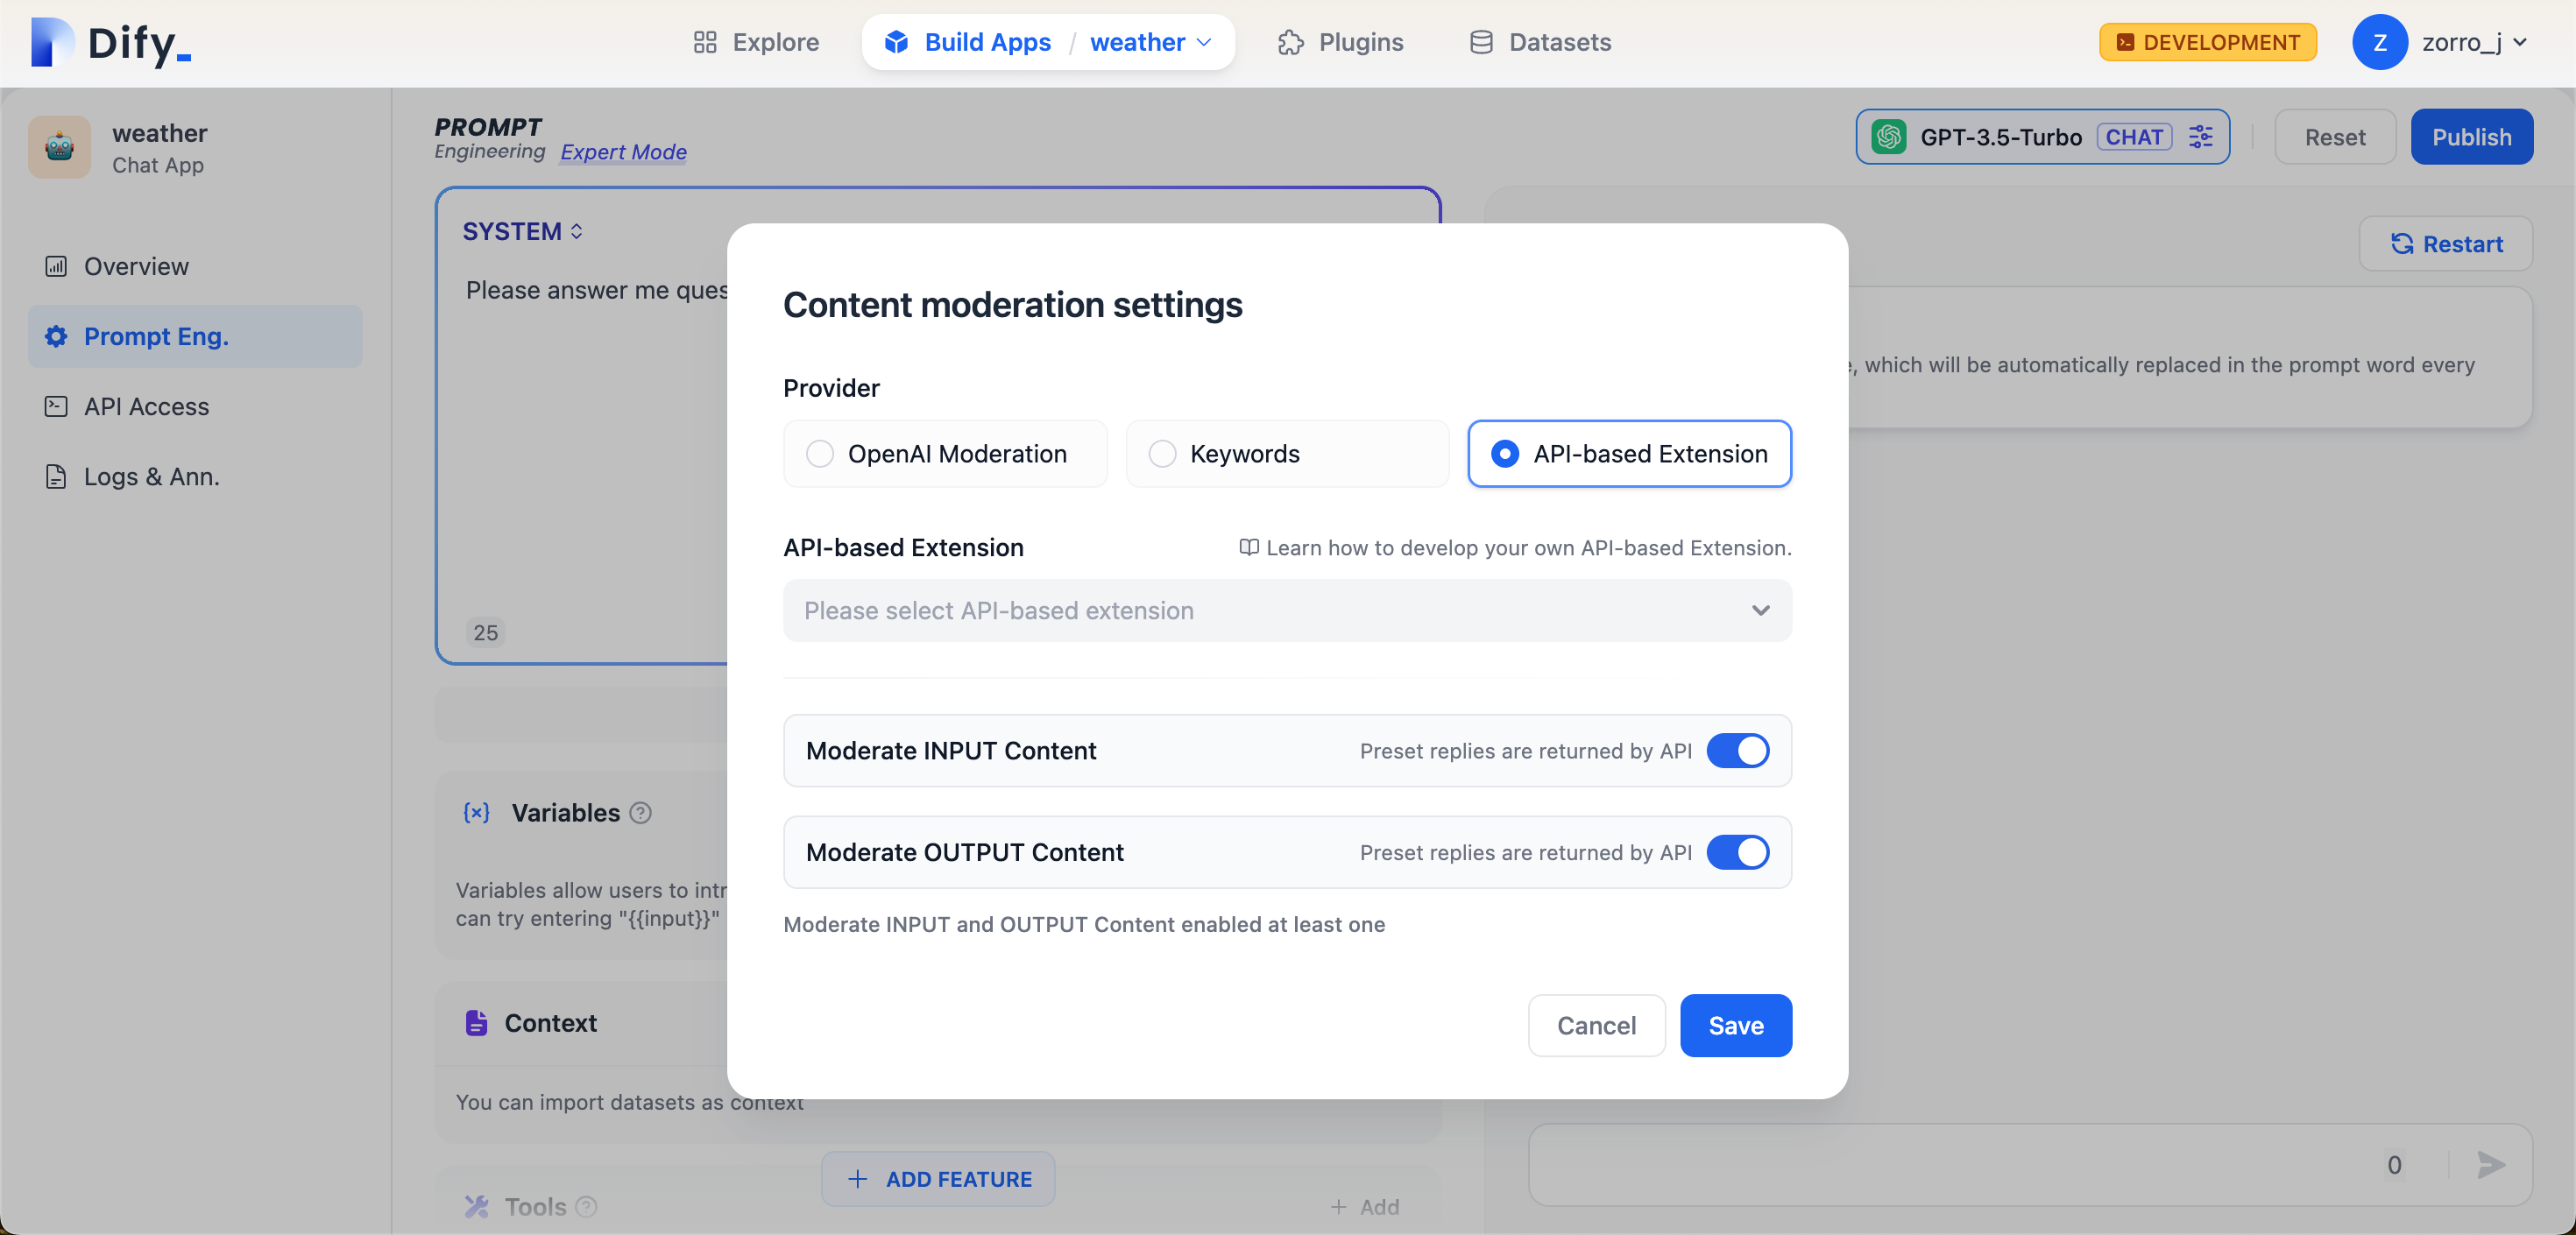 Dify_
Explore
Build Apps / weather
Plugins
Datasets
DEVELOPMENT
Z
zorro_j
weather
Chat App
Overview
Prompt Eng.
API Access
Logs & Ann.
PROMPT
Engineering Expert Mode
GPT-3.5-Turbo CHAT
Reset
Publish
SYSTEM
Please answer me ques
25
Restart
, which will be automatically replaced in the prompt word every
Content moderation settings
Provider
OpenAI Moderation
Keywords
API-based Extension
API-based Extension
Learn how to develop your own API-based Extension.
Please select API-based extension
Moderate INPUT Content
Preset replies are returned by API
Moderate OUTPUT Content
Preset replies are returned by API
Moderate INPUT and OUTPUT Content enabled at least one
Cancel
Save
{x} Variables ?
Variables allow users to intr
can try entering "{{input}}"
Context
You can import datasets as context
+ ADD FEATURE
Tools ?
+ Add
0